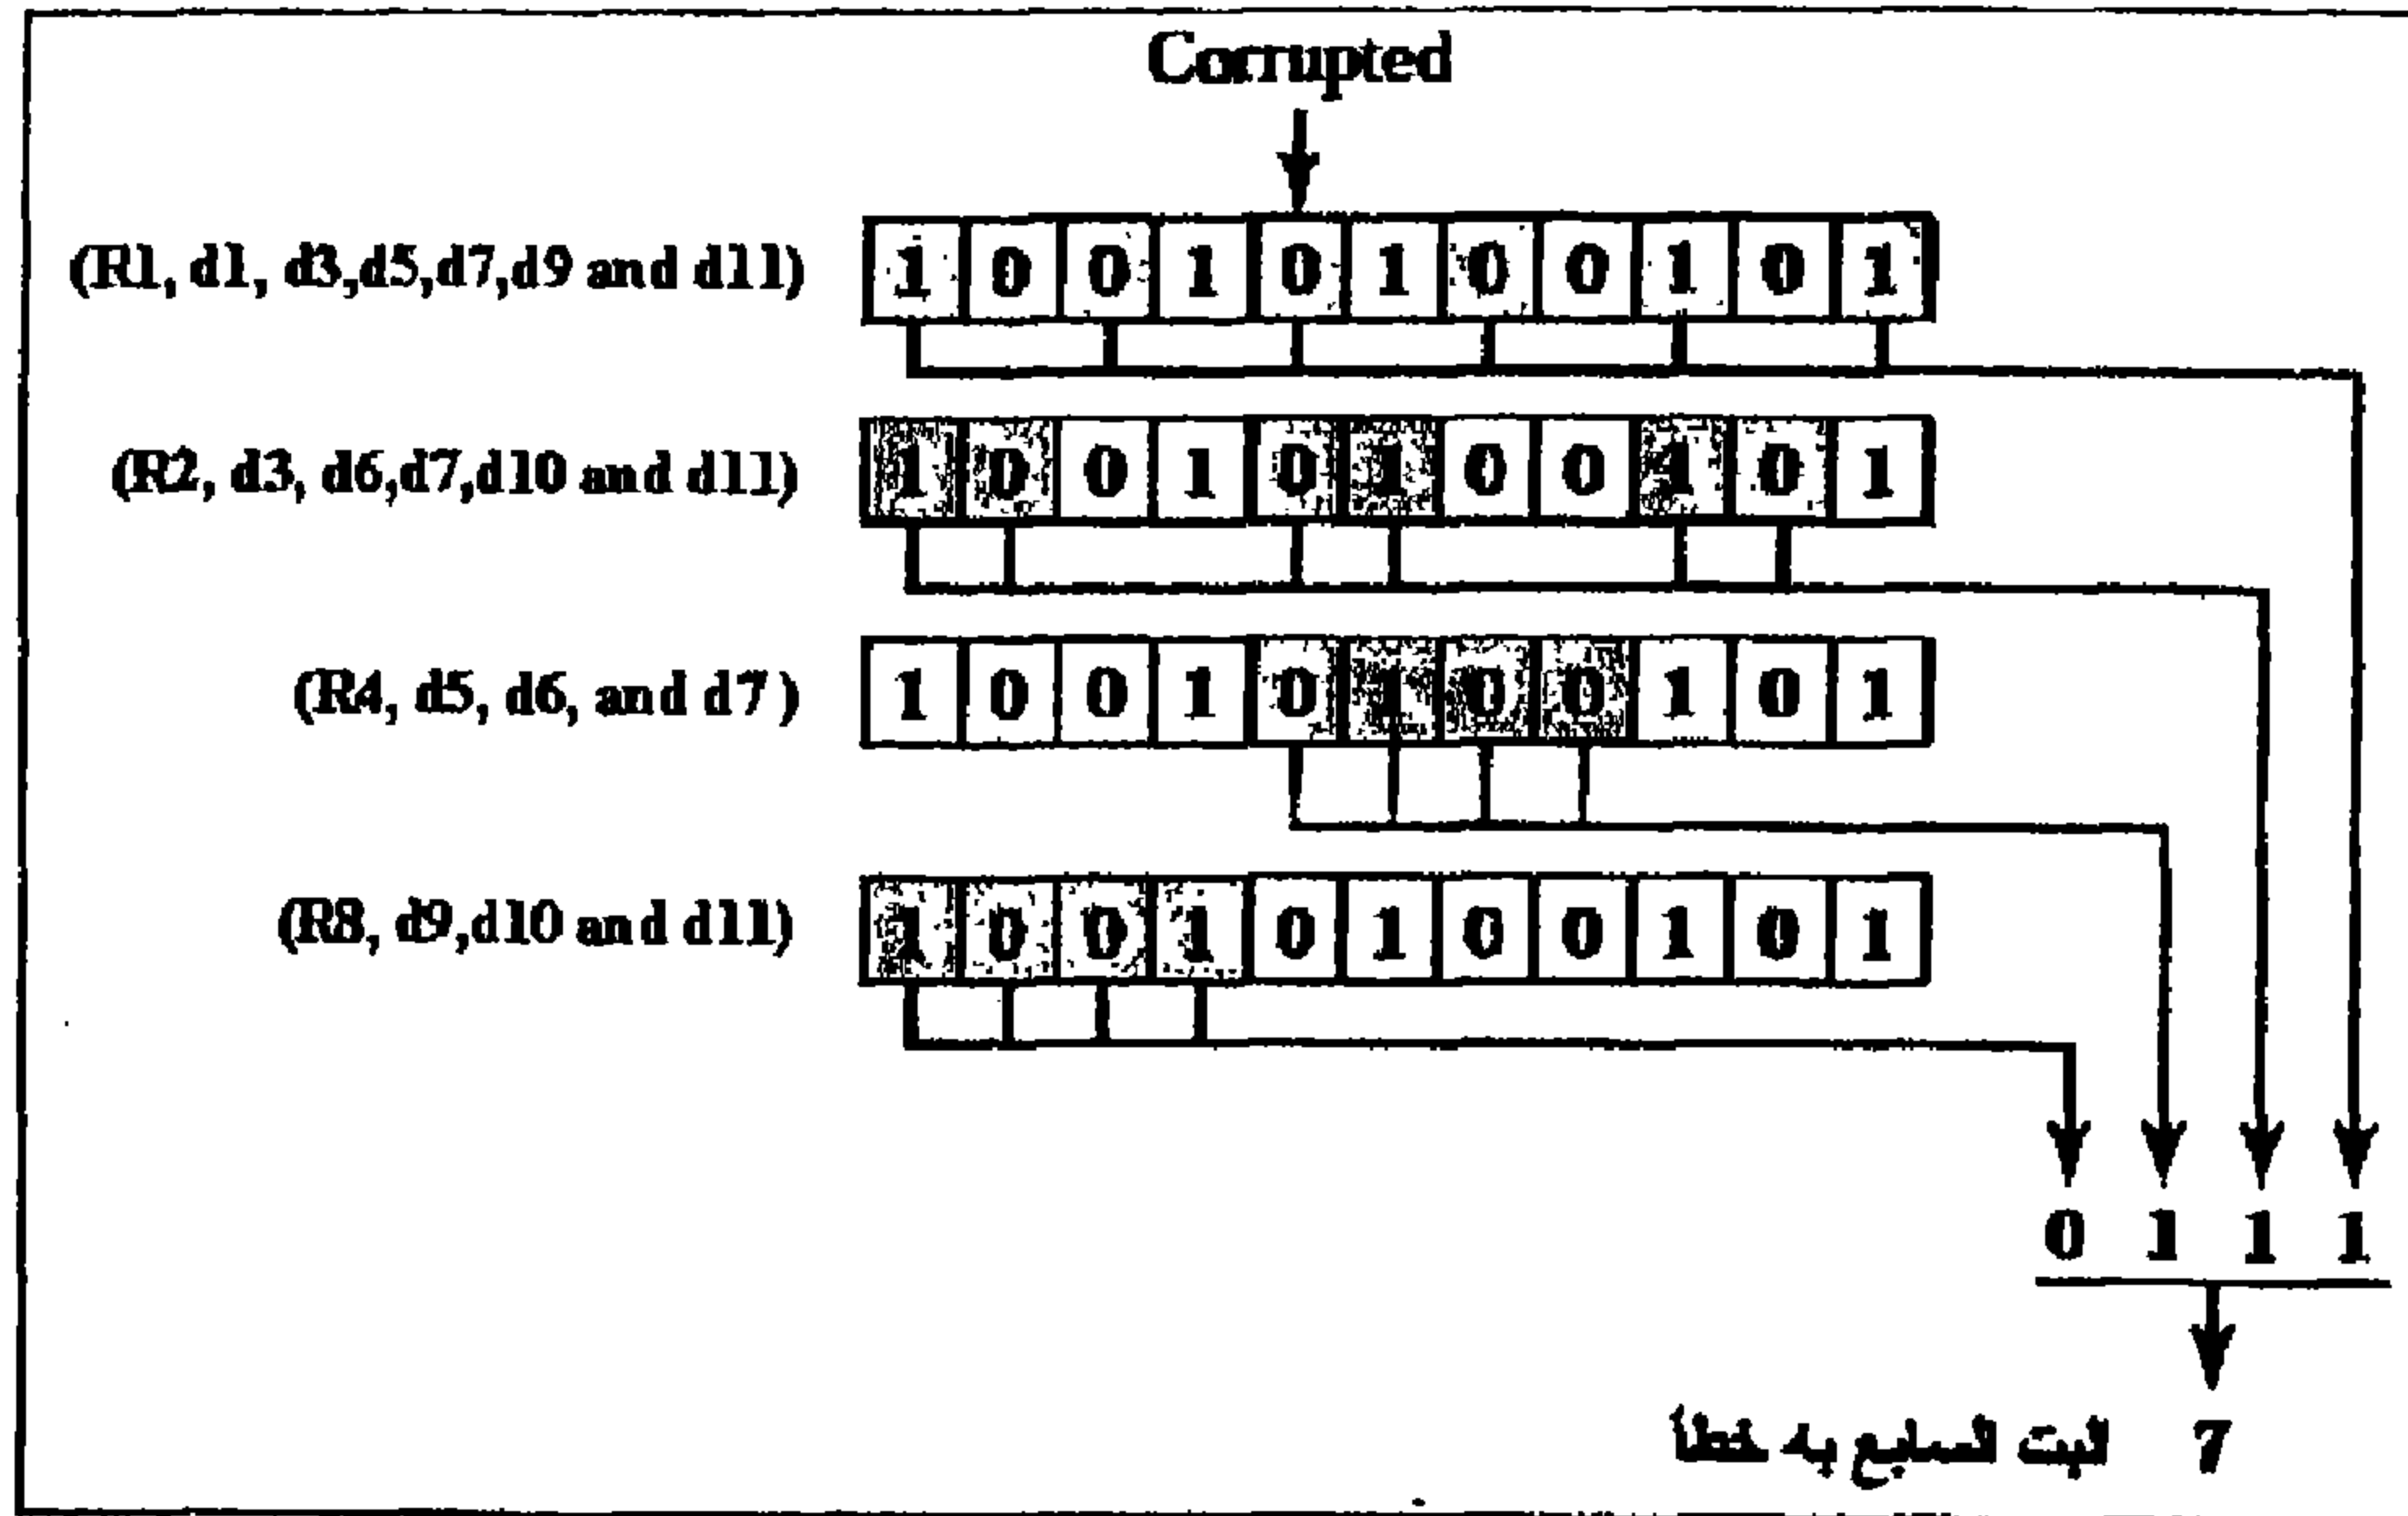 Corrupted
(R1, d1, d3,d5,d7,d9 and d11) 1 0 0 1 0 1 0 0 1 0 1
(R2, d3, d6,d7,d10 and d11) 1 0 0 1 0 1 0 0 1 0 1
(R4, d5, d6, and d7) 1 0 0 1 0 1 0 0 1 0 1
(R8, d9,d10 and d11) 1 0 0 1 0 1 0 0 1 0 1
0 1 1 1
7 البت السابع به خطأ